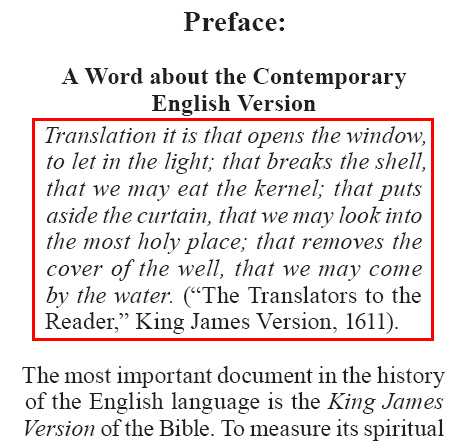 Preface:
A Word about the Contemporary
English Version
Translation it is that opens the window,
to let in the light; that breaks the shell,
that we may eat the kernel; that puts
aside the curtain, that we may look into
the most holy place; that removes the
cover of the well, that we may come
by the water. (“The Translators to the
Reader,” King James Version, 1611).
The most important document in the history
of the English language is the King James
Version of the Bible. To measure its spiritual